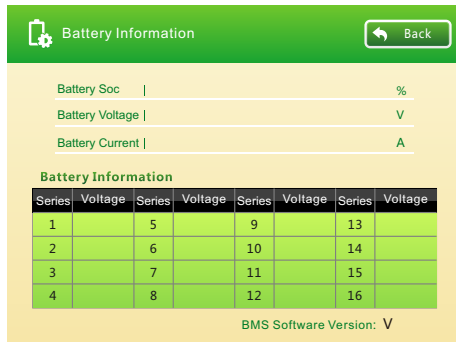 Battery Information
Back
Battery Soc | %
Battery Voltage | V
Battery Current | A
Battery Information
Series Voltage Series Voltage Series Voltage Series Voltage
1 5 9 13
2 6 10 14
3 7 11 15
4 8 12 16
BMS Software Version: V